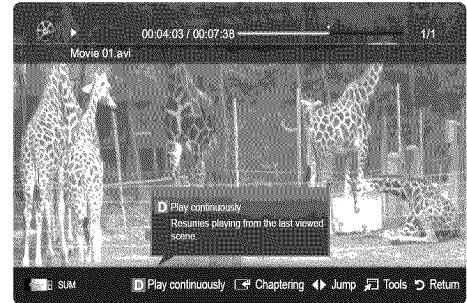 00:04:03 / 00:07:38 1/1
Movie 01.avi
D Play continuously
Resumes playing from the last viewed
scene.
SUM D Play continuously Chaptering Jump Tools Return